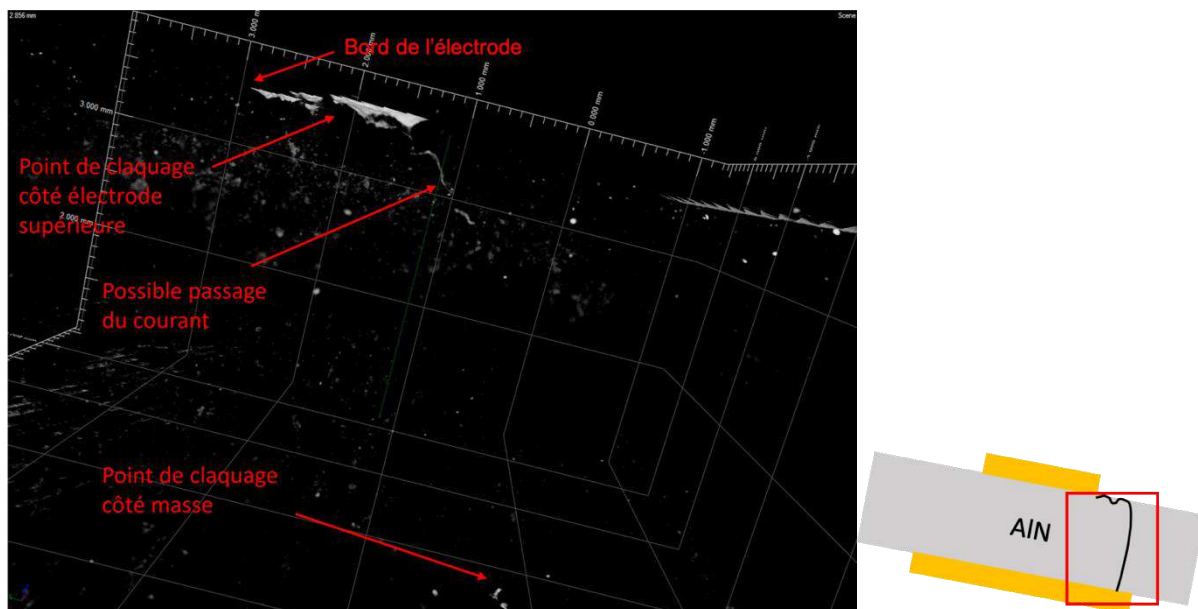 2.856 mm
Scene
3.000 mm
2.000 mm
1.000 mm
0.000 mm
-1.000 mm
Bord de l’électrode
3.000 mm
Point de claquage
côté électrode
supérieure
2.000 mm
Possible passage
du courant
Point de claquage
côté masse
AlN